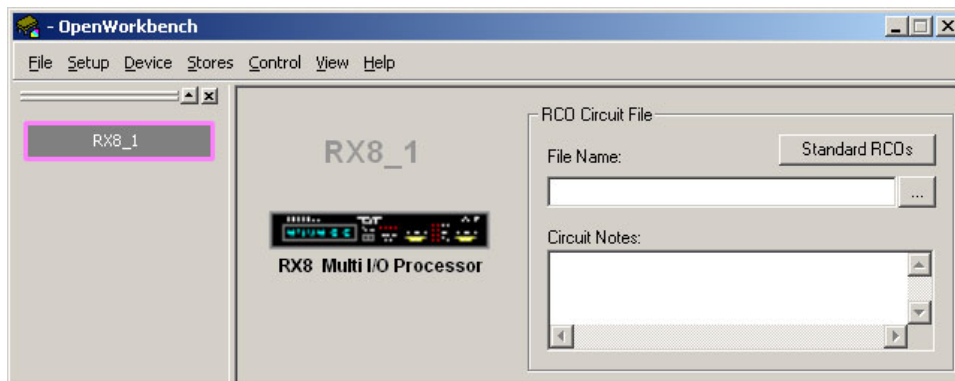 - OpenWorkbench
File Setup Device Stores Control View Help
RX8_1
RX8_1
RX8 Multi I/O Processor
RCO Circuit File
File Name:
Standard RCOs
...
Circuit Notes: